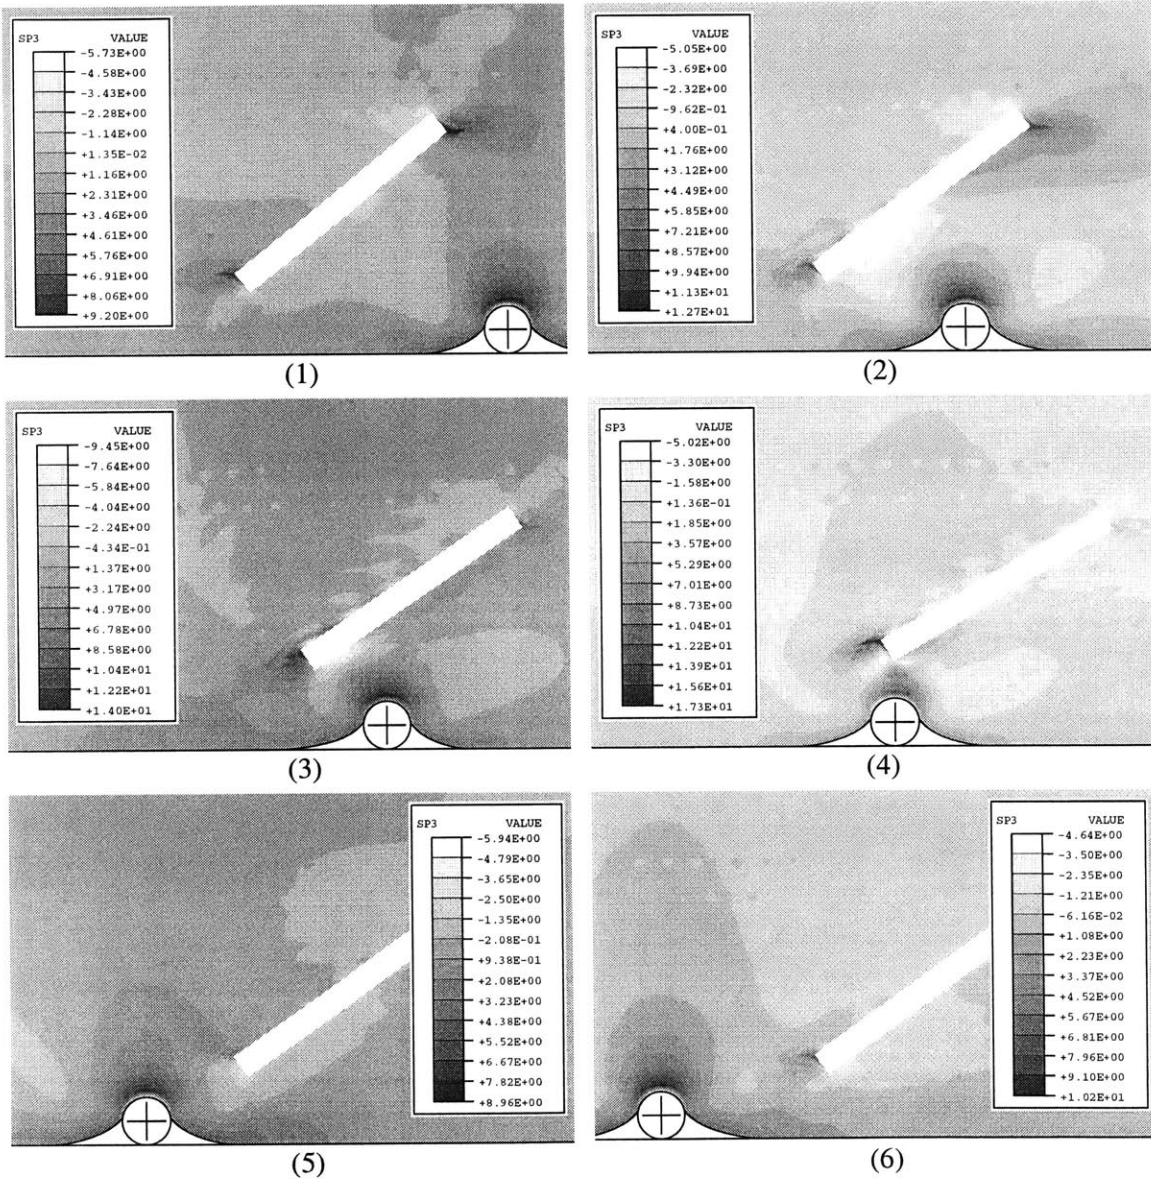 SP3 VALUE
-5.73E+00
-4.58E+00
-3.43E+00
-2.28E+00
-1.14E+00
+1.35E-02
+1.16E+00
+2.31E+00
+3.46E+00
+4.61E+00
+5.76E+00
+6.91E+00
+8.06E+00
+9.20E+00
(1)
SP3 VALUE
-5.05E+00
-3.69E+00
-2.32E+00
-9.62E-01
+4.00E-01
+1.76E+00
+3.12E+00
+4.49E+00
+5.85E+00
+7.21E+00
+8.57E+00
+9.94E+00
+1.13E+01
+1.27E+01
(2)
SP3 VALUE
-9.45E+00
-7.64E+00
-5.84E+00
-4.04E+00
-2.24E+00
-4.34E-01
+1.37E+00
+3.17E+00
+4.97E+00
+6.78E+00
+8.58E+00
+1.04E+01
+1.22E+01
+1.40E+01
(3)
SP3 VALUE
-5.02E+00
-3.30E+00
-1.58E+00
+1.36E-01
+1.85E+00
+3.57E+00
+5.29E+00
+7.01E+00
+8.73E+00
+1.04E+01
+1.22E+01
+1.39E+01
+1.56E+01
+1.73E+01
(4)
SP3 VALUE
-5.94E+00
-4.79E+00
-3.65E+00
-2.50E+00
-1.35E+00
-2.08E-01
+9.38E-01
+2.08E+00
+3.23E+00
+4.38E+00
+5.52E+00
+6.67E+00
+7.82E+00
+8.96E+00
(5)
SP3 VALUE
-4.64E+00
-3.50E+00
-2.35E+00
-1.21E+00
-6.16E-02
+1.08E+00
+2.23E+00
+3.37E+00
+4.52E+00
+5.67E+00
+6.81E+00
+7.96E+00
+9.10E+00
+1.02E+01
(6)